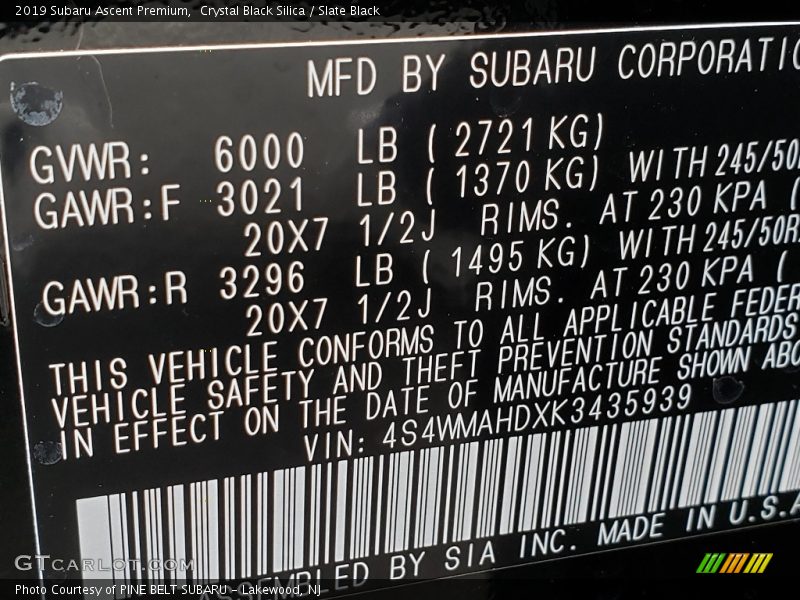 2019 Subaru Ascent Premium,  Crystal Black Silica / Slate Black
MFD BY SUBARU CORPORATIO
GVWR: 6000 LB ( 2721 KG)
GAWR:F 3021 LB ( 1370 KG) WITH 245/50
20X7 1/2J RIMS. AT 230 KPA (
GAWR:R 3296 LB ( 1495 KG) WITH 245/50R
20X7 1/2J RIMS. AT 230 KPA (
THIS VEHICLE CONFORMS TO ALL APPLICABLE FEDER
VEHICLE SAFETY AND THEFT PREVENTION STANDARDS
IN EFFECT ON THE DATE OF MANUFACTURE SHOWN ABO
VIN: 4S4WMAHDXK3435939
ASSEMBLED BY SIA INC. MADE IN U.S.A
GTcarlot.com
Photo Courtesy of PINE BELT SUBARU - Lakewood, NJ